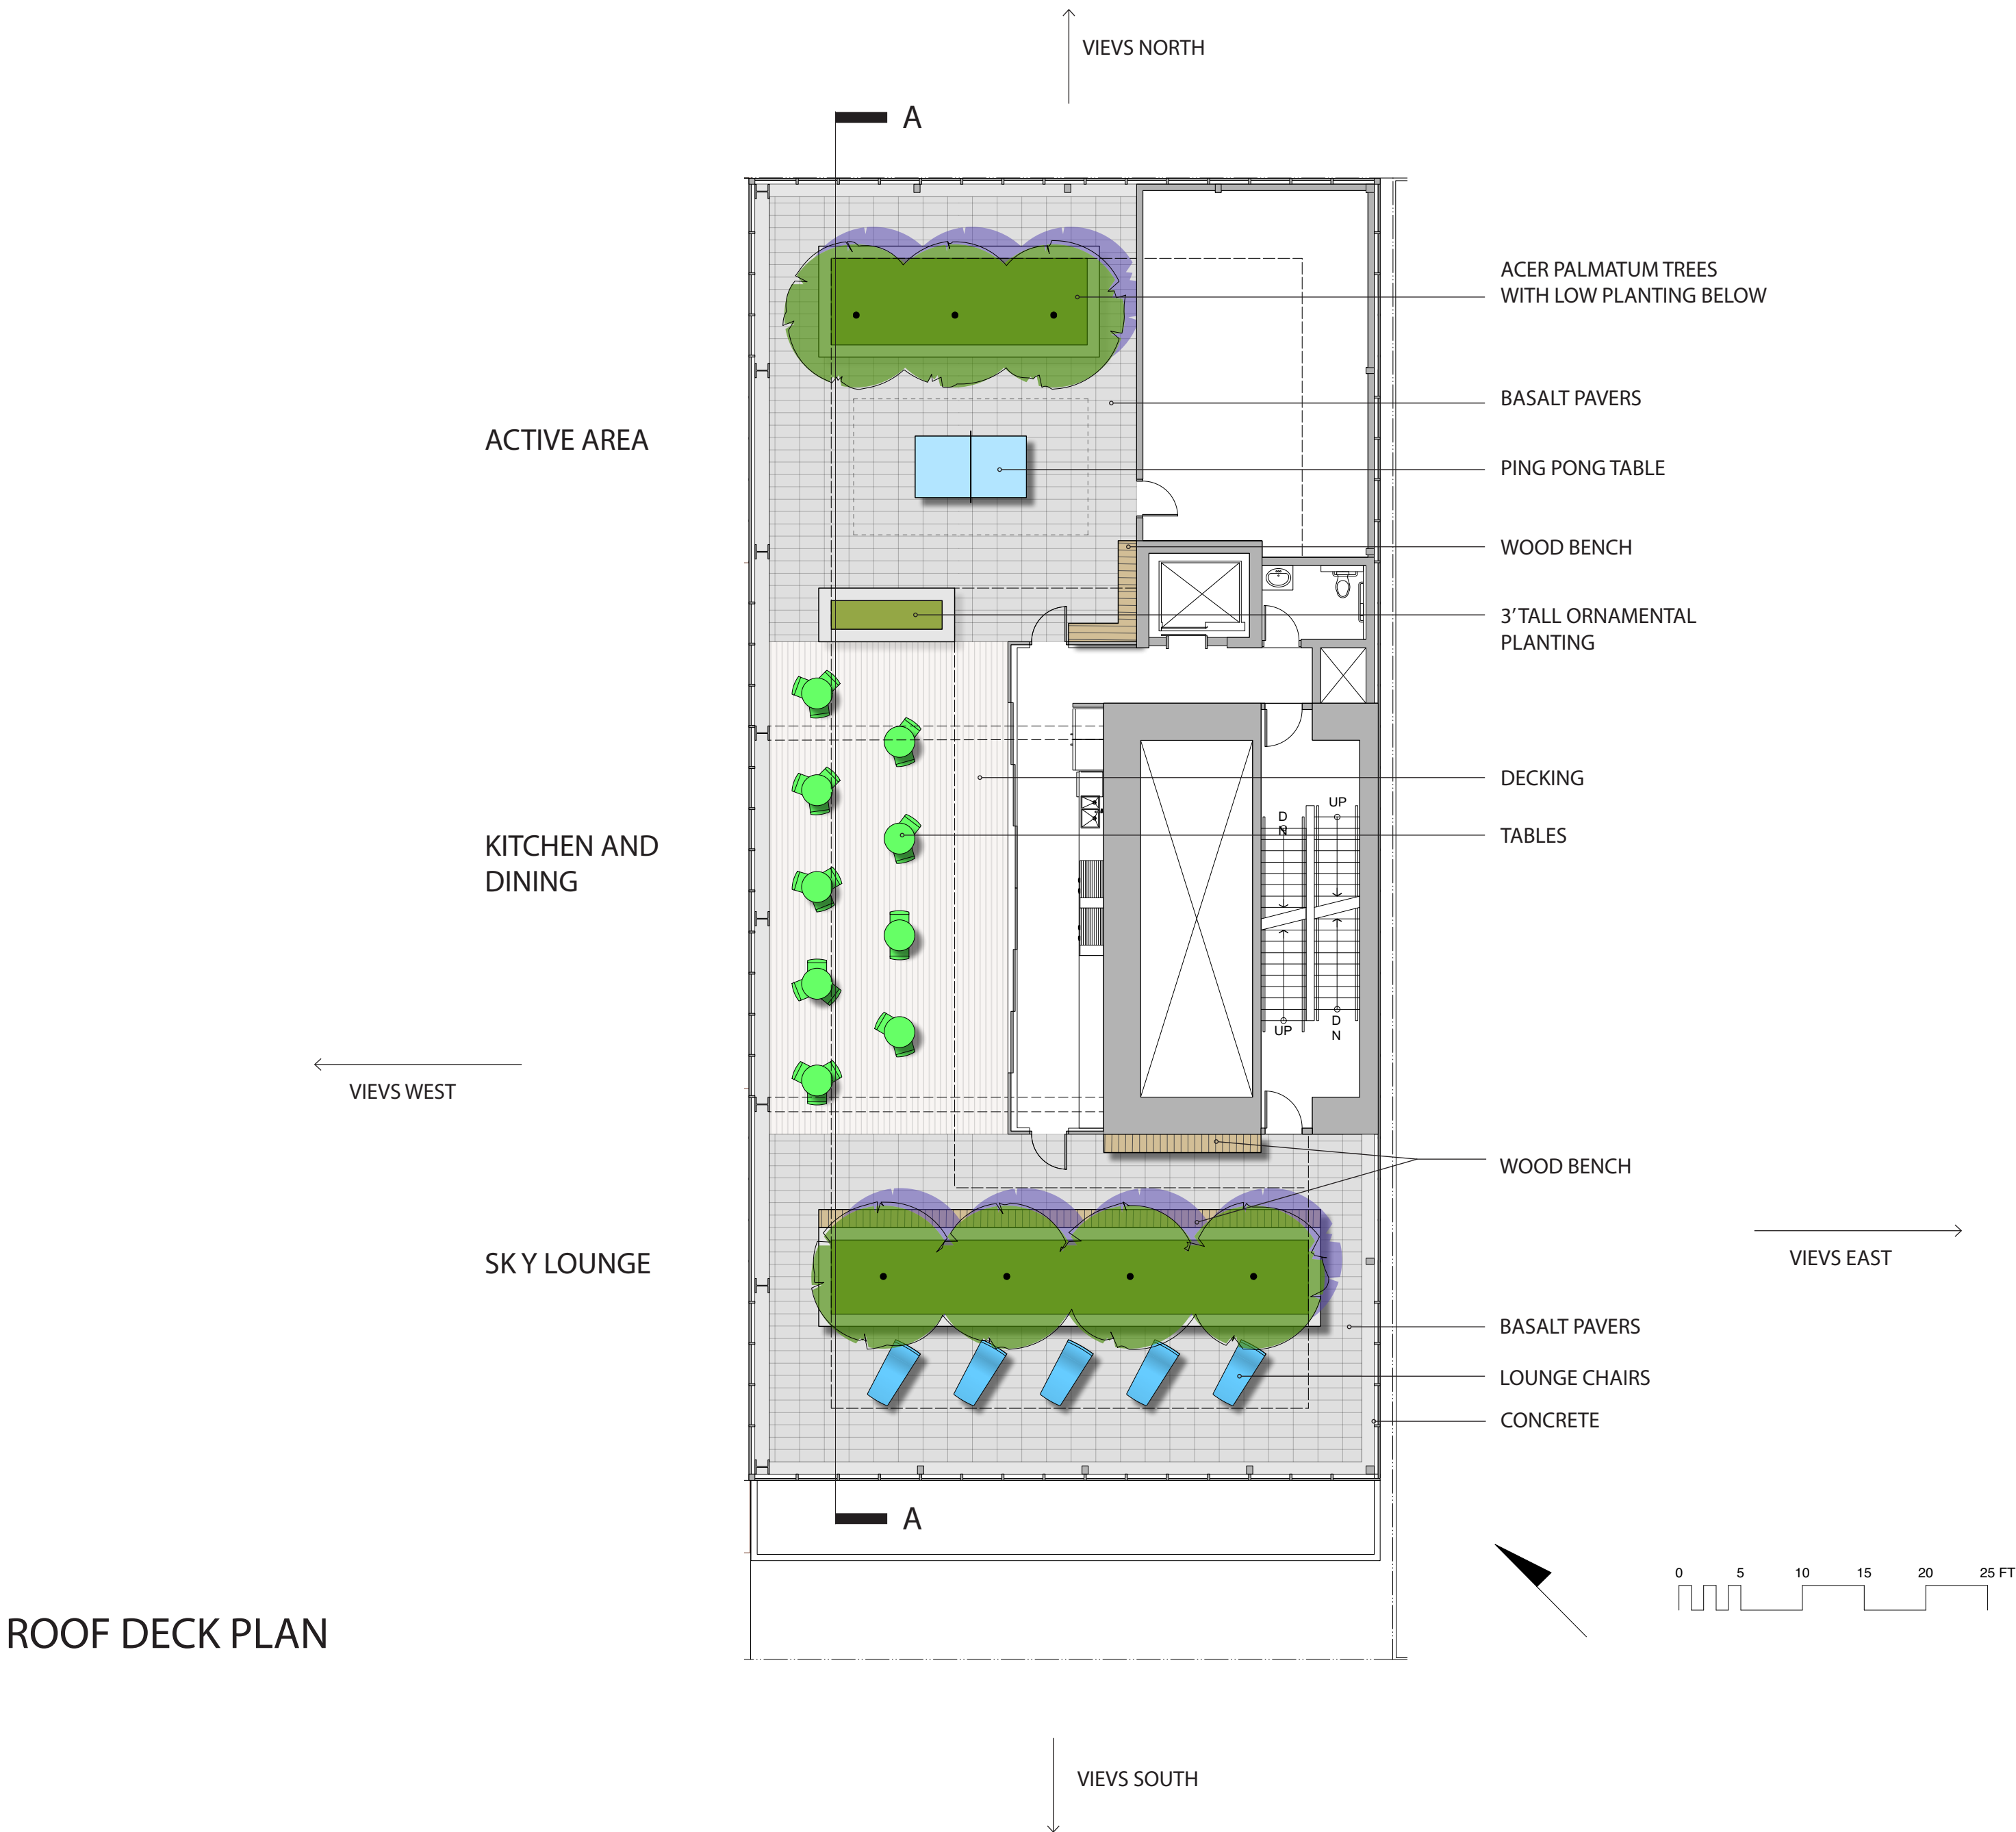 VIEVS NORTH
A
ACER PALMATUM TREES
WITH LOW PLANTING BELOW
BASALT PAVERS
ACTIVE AREA
PING PONG TABLE
WOOD BENCH
3' TALL ORNAMENTAL
PLANTING
DECKING
UP
D
N
TABLES
KITCHEN AND
DINING
UP
D
N
VIEVS WEST
WOOD BENCH
VIEVS EAST
SK Y LOUNGE
BASALT PAVERS
LOUNGE CHAIRS
CONCRETE
A
0 5 10 15 20 25 FT
ROOF DECK PLAN
VIEVS SOUTH